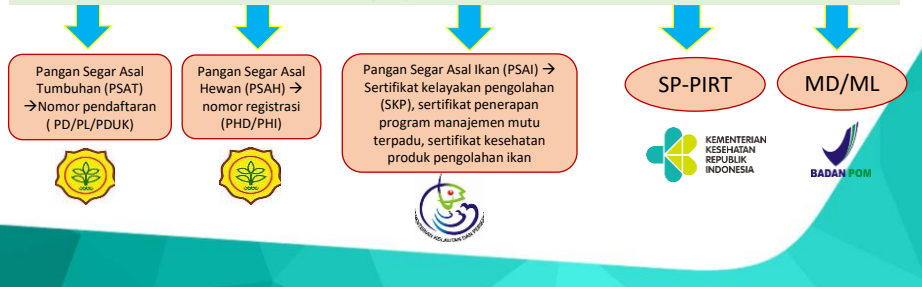 Pangan Segar Asal
Tumbuhan (PSAT)
→Nomor pendaftaran
( PD/PL/PDUK)
Pangan Segar Asal
Hewan (PSAH) →
nomor registrasi
(PHD/PHI)
Pangan Segar Asal Ikan (PSAI) →
Sertifikat kelayakan pengolahan
(SKP), sertifikat penerapan
program manajemen mutu
terpadu, sertifikat kesehatan
produk pengolahan ikan
SP-PIRT
MD/ML
KEMENTERIAN
KESEHATAN
REPUBLIK
INDONESIA
BADAN POM